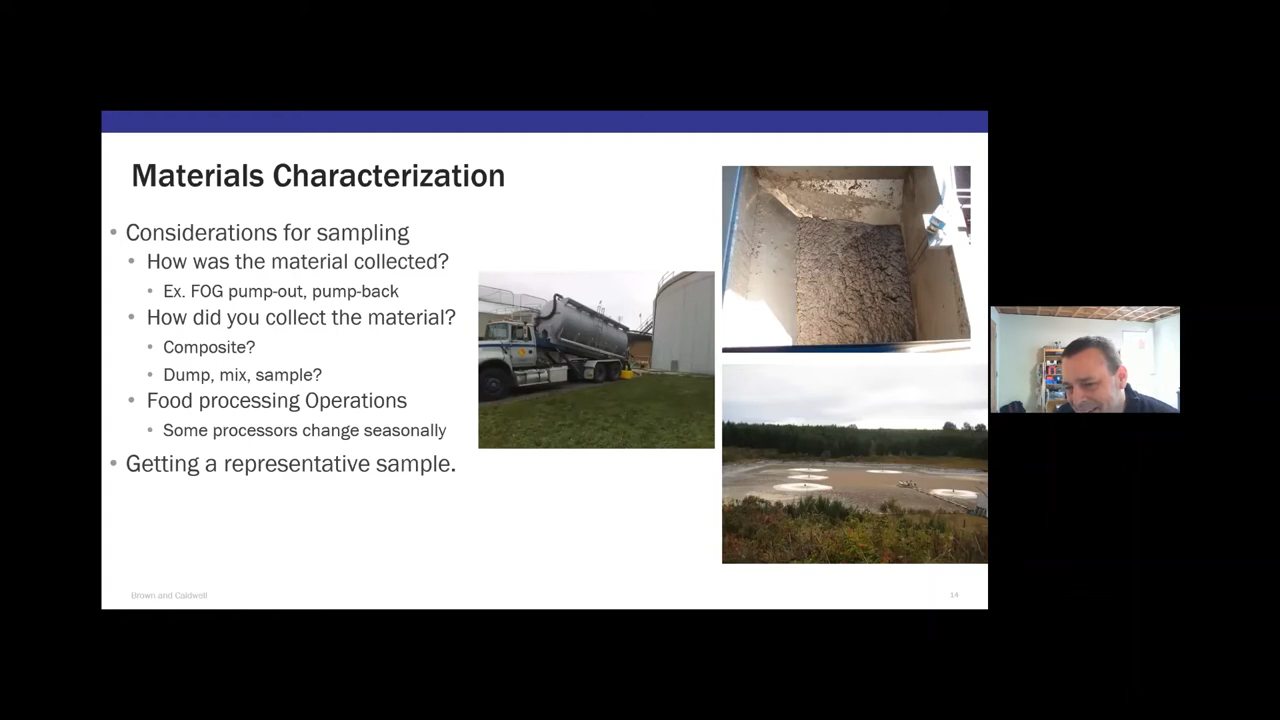 Materials Characterization
• Considerations for sampling
• How was the material collected?
• Ex. FOG pump-out, pump-back
• How did you collect the material?
• Composite?
• Dump, mix, sample?
• Food processing Operations
• Some processors change seasonally
• Getting a representative sample.
Brown and Caldwell
14